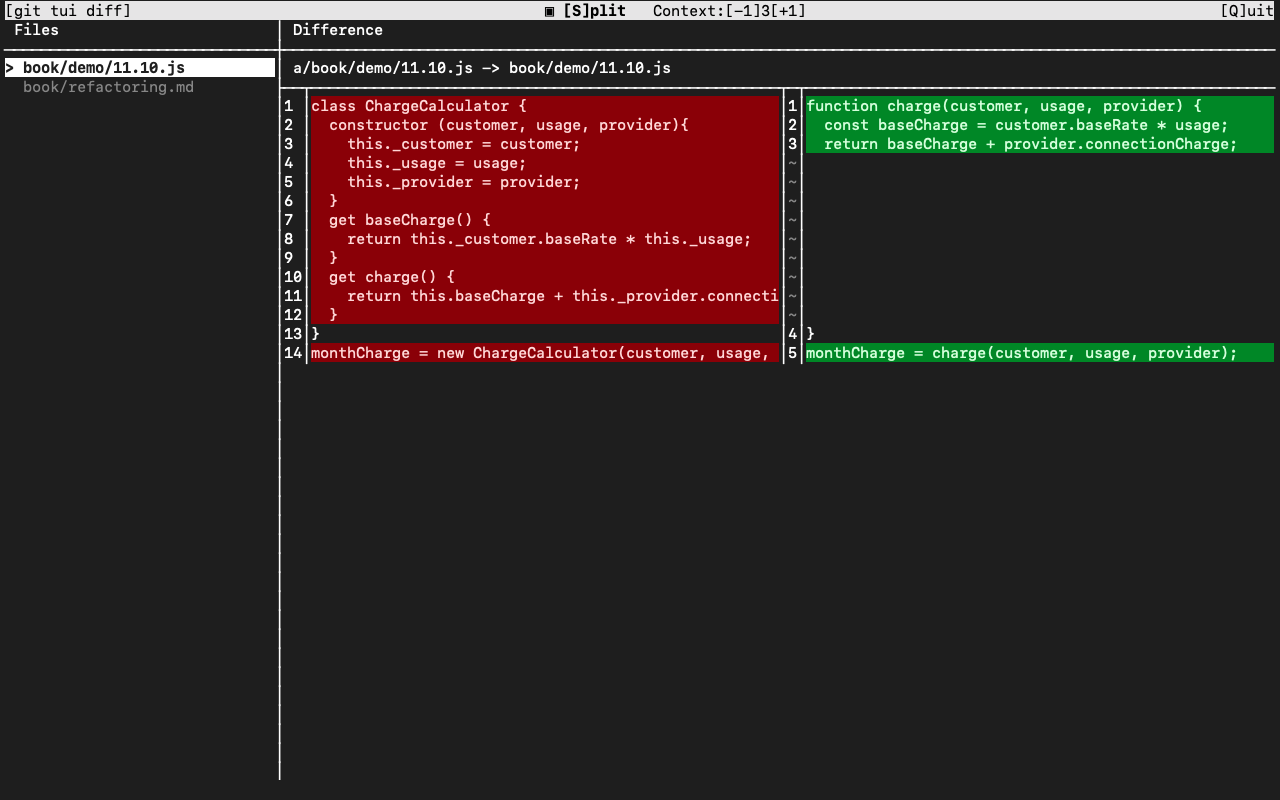 [git tui diff] ▣ [S]plit Context:[−1]3[+1] [Q]uit
Files
> book/demo/11.10.js
book/refactoring.md
Difference
a/book/demo/11.10.js −> book/demo/11.10.js
1 class ChargeCalculator {
2   constructor (customer, usage, provider){
3     this._customer = customer;
4     this._usage = usage;
5     this._provider = provider;
6   }
7   get baseCharge() {
8     return this._customer.baseRate * this._usage;
9   }
10   get charge() {
11     return this.baseCharge + this._provider.connecti
12   }
13 }
14 monthCharge = new ChargeCalculator(customer, usage,
1 function charge(customer, usage, provider) {
2   const baseCharge = customer.baseRate * usage;
3   return baseCharge + provider.connectionCharge;
~
~
~
~
~
~
~
~
~
4 }
5 monthCharge = charge(customer, usage, provider);